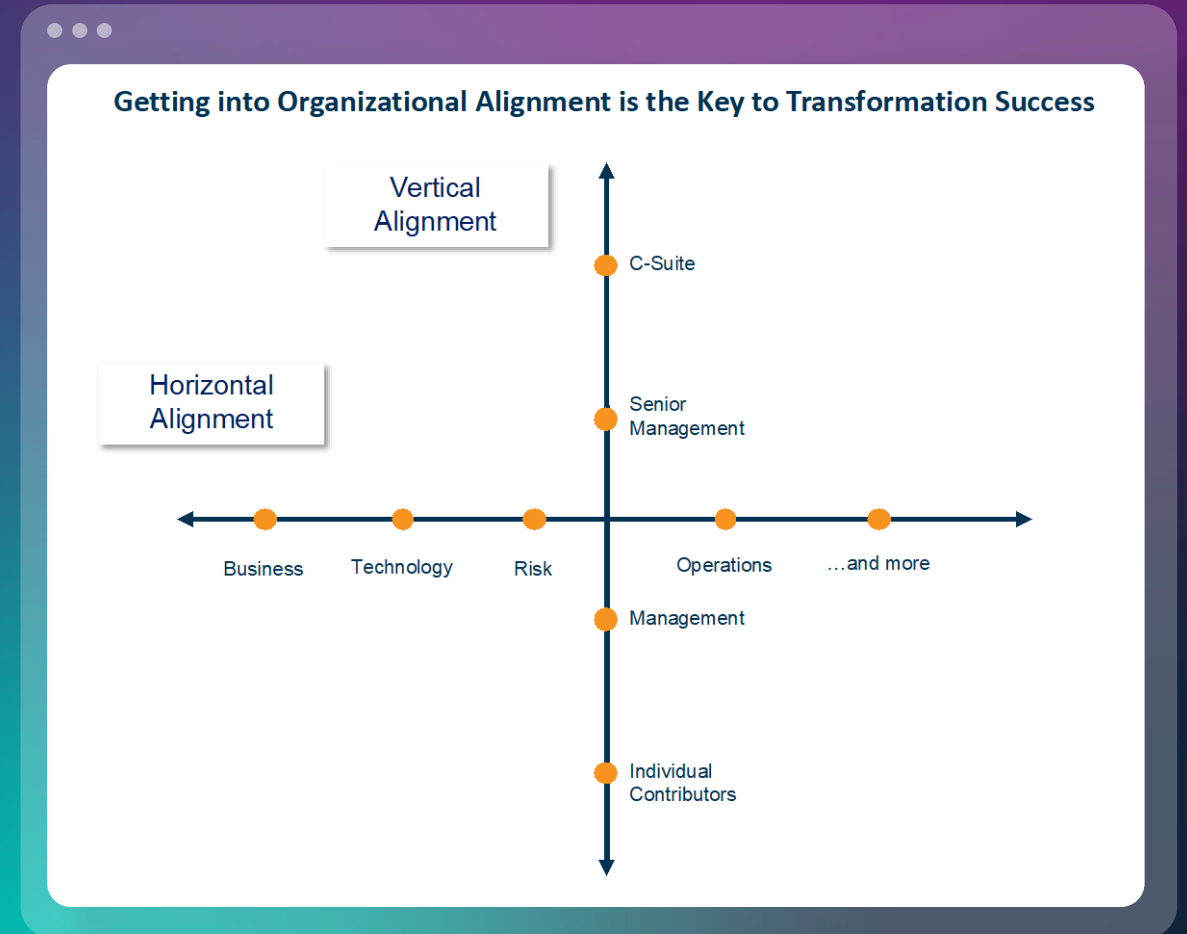 Getting into Organizational Alignment is the Key to Transformation Success
Vertical
Alignment
C-Suite
Horizontal
Alignment
Senior
Management
Business
Technology
Risk
Operations
…and more
Management
Individual
Contributors